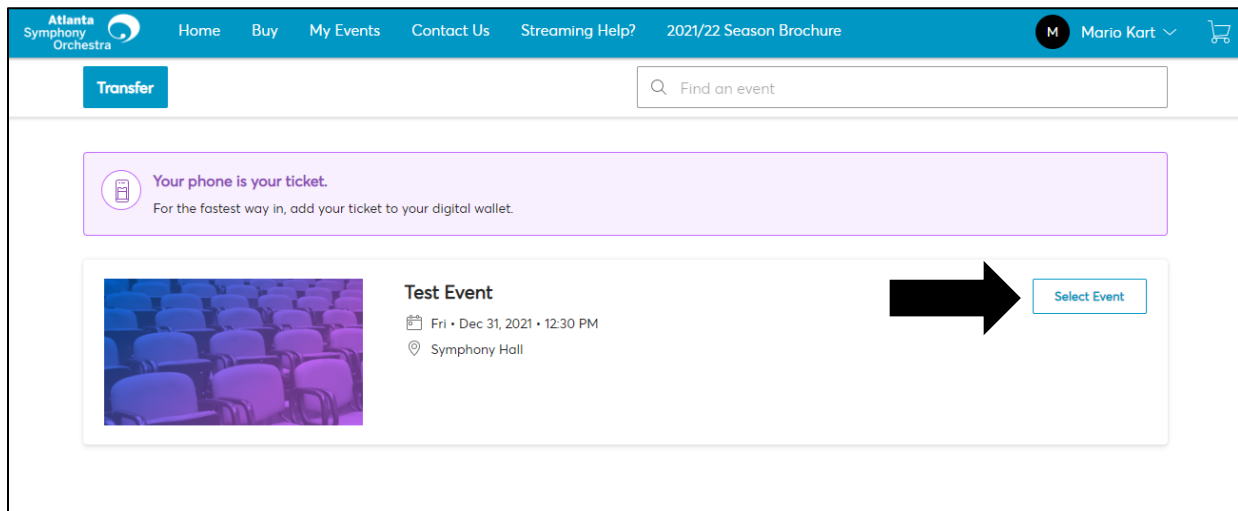 Atlanta
Symphony
Orchestra
Home Buy My Events Contact Us Streaming Help? 2021/22 Season Brochure M Mario Kart
Transfer Find an event
Your phone is your ticket.
For the fastest way in, add your ticket to your digital wallet.
Test Event Select Event
Fri • Dec 31, 2021 • 12:30 PM
Symphony Hall